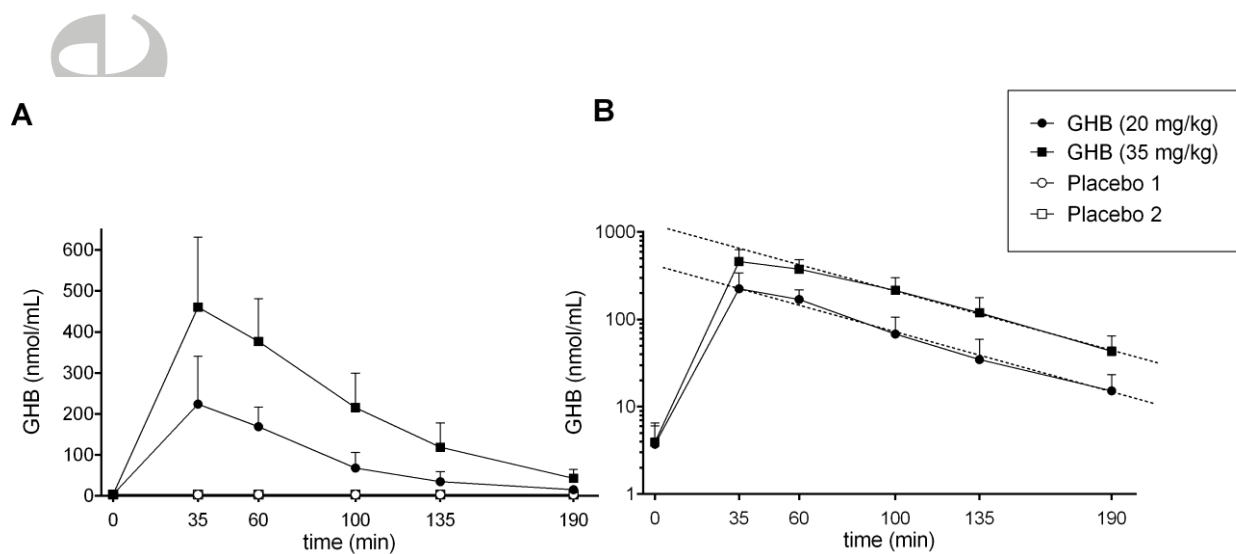 A
B
GHB (20 mg/kg)
GHB (35 mg/kg)
Placebo 1
Placebo 2
GHB (nmol/mL)
600
500
400
300
200
100
0
0 35 60 100 135 190
time (min)
GHB (nmol/mL)
1000
100
10
1
0 35 60 100 135 190
time (min)